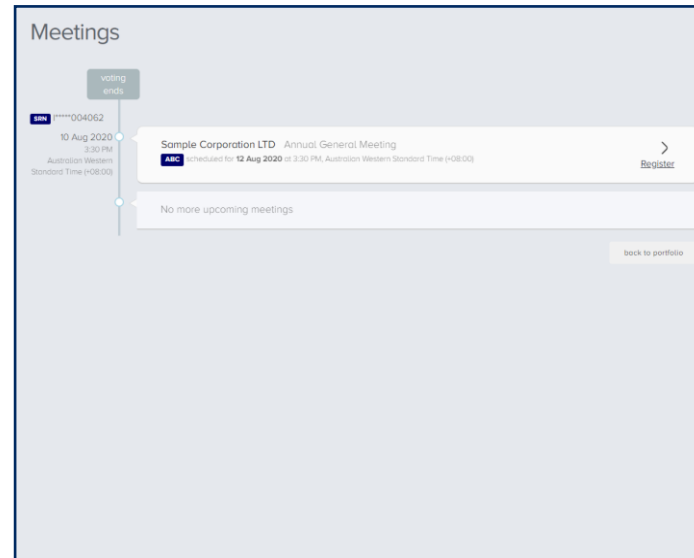 Meetings
voting
ends
SRN I*****004062
10 Aug 2020
3:30 PM
Australian Western
Standard Time (+08:00)
Sample Corporation LTD Annual General Meeting
ABC scheduled for 12 Aug 2020 at 3:30 PM, Australian Western Standard Time (+08:00)
Register
No more upcoming meetings
back to portfolio